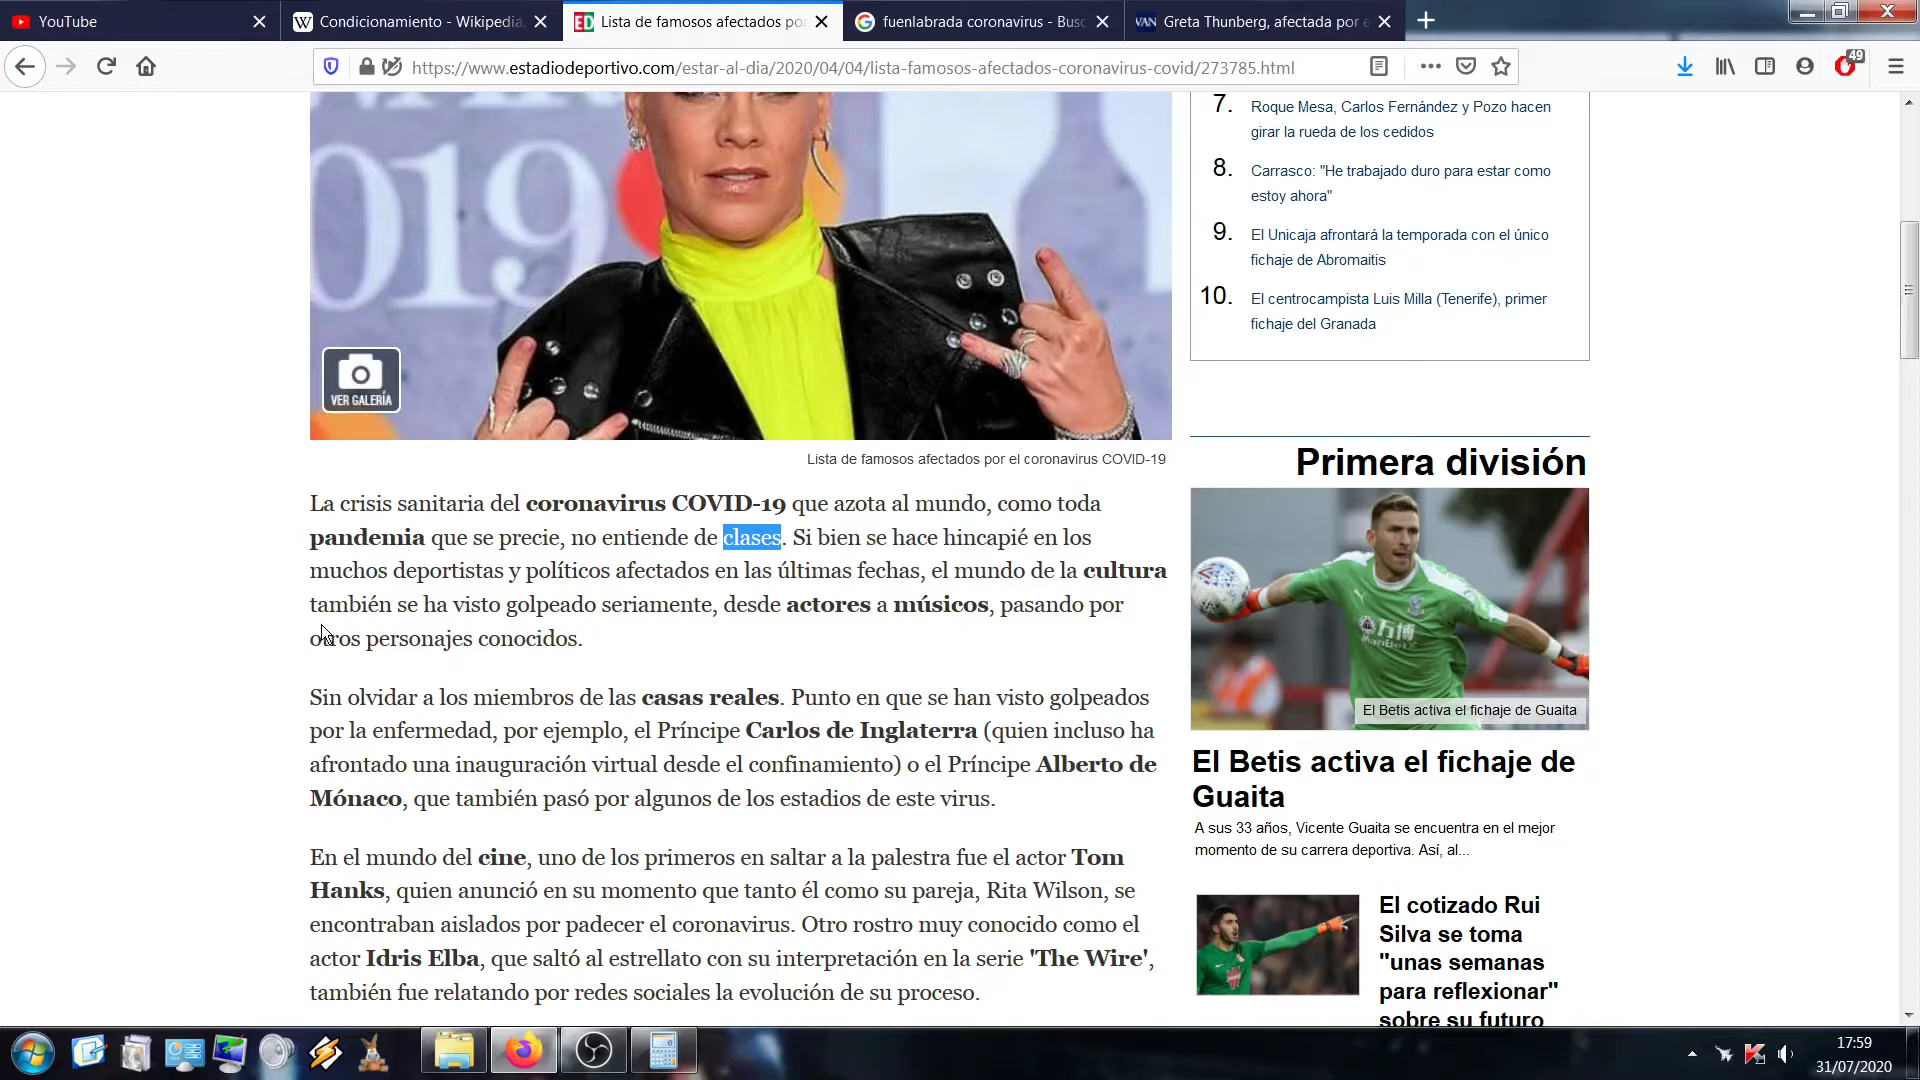 YouTube
Condicionamiento - Wikipedia,
Lista de famosos afectados por
fuenlabrada coronavirus - Busc
Greta Thunberg, afectada por e
https://www.estadiodeportivo.com/estar-al-dia/2020/04/04/lista-famosos-afectados-coronavirus-covid/273785.html
49
019
2019
VER GALERÍA
Lista de famosos afectados por el coronavirus COVID-19
La crisis sanitaria del coronavirus COVID-19 que azota al mundo, como toda
pandemia que se precie, no entiende de clases. Si bien se hace hincapié en los
muchos deportistas y políticos afectados en las últimas fechas, el mundo de la cultura
también se ha visto golpeado seriamente, desde actores a músicos, pasando por
otros personajes conocidos.
Sin olvidar a los miembros de las casas reales. Punto en que se han visto golpeados
por la enfermedad, por ejemplo, el Príncipe Carlos de Inglaterra (quien incluso ha
afrontado una inauguración virtual desde el confinamiento) o el Príncipe Alberto de
Mónaco, que también pasó por algunos de los estadios de este virus.
En el mundo del cine, uno de los primeros en saltar a la palestra fue el actor Tom
Hanks, quien anunció en su momento que tanto él como su pareja, Rita Wilson, se
encontraban aislados por padecer el coronavirus. Otro rostro muy conocido como el
actor Idris Elba, que saltó al estrellato con su interpretación en la serie 'The Wire',
también fue relatando por redes sociales la evolución de su proceso.
7. Roque Mesa, Carlos Fernández y Pozo hacen
girar la rueda de los cedidos
8. Carrasco: "He trabajado duro para estar como
estoy ahora"
9. El Unicaja afrontará la temporada con el único
fichaje de Abromaitis
10. El centrocampista Luis Milla (Tenerife), primer
fichaje del Granada
Primera división
万博
ManBetX
El Betis activa el fichaje de Guaita
El Betis activa el fichaje de
Guaita
A sus 33 años, Vicente Guaita se encuentra en el mejor
momento de su carrera deportiva. Así, al...
El cotizado Rui
Silva se toma
"unas semanas
para reflexionar"
sobre su futuro
17:59
31/07/2020